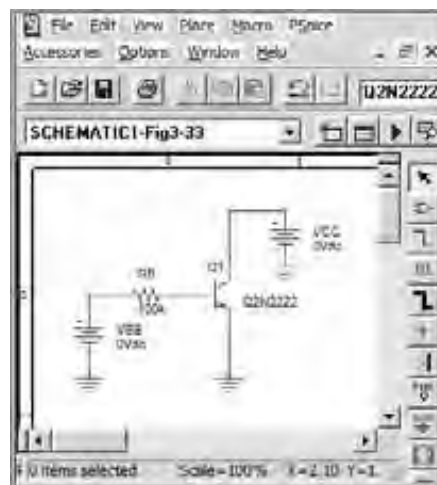 File Edit View Place Macro PSpice
Accessories Options Window Help
Q2N2222
SCHEMATIC1-Fig3-33
VCC
0Vdc
RB
Q1
100k
Q2N2222
VBB
0Vdc
0 items selected Scale=100% X=2.10 Y=1.